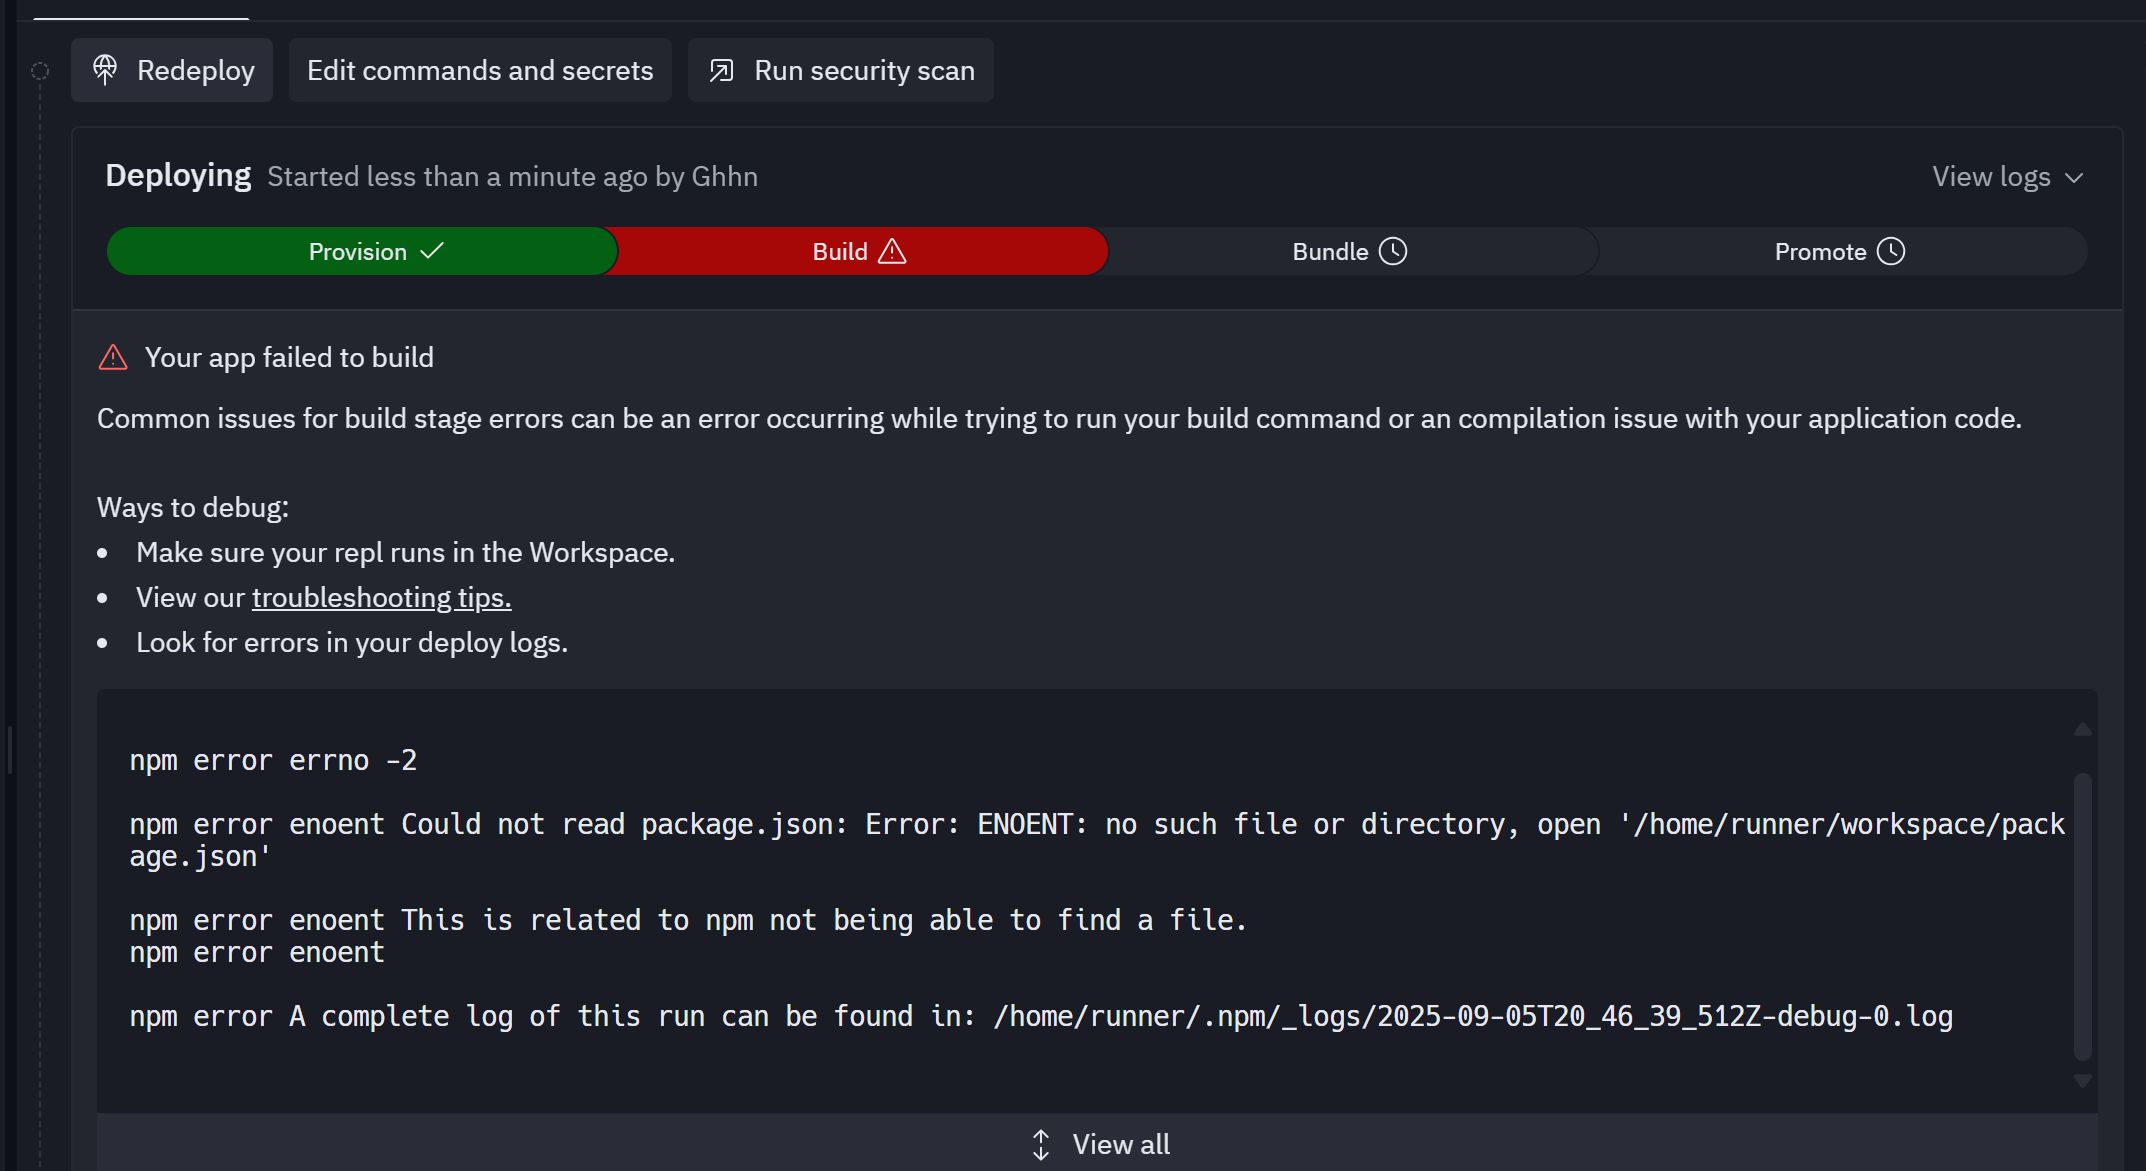 Redeploy
Edit commands and secrets
Run security scan
Deploying Started less than a minute ago by Ghhn
View logs
Provision
Build
Bundle
Promote
Your app failed to build
Common issues for build stage errors can be an error occurring while trying to run your build command or an compilation issue with your application code.
Ways to debug:
• Make sure your repl runs in the Workspace.
• View our troubleshooting tips.
• Look for errors in your deploy logs.
npm error errno -2
npm error enoent Could not read package.json: Error: ENOENT: no such file or directory, open '/home/runner/workspace/pack
age.json'
npm error enoent This is related to npm not being able to find a file.
npm error enoent
npm error A complete log of this run can be found in: /home/runner/.npm/_logs/2025-09-05T20_46_39_512Z-debug-0.log
View all